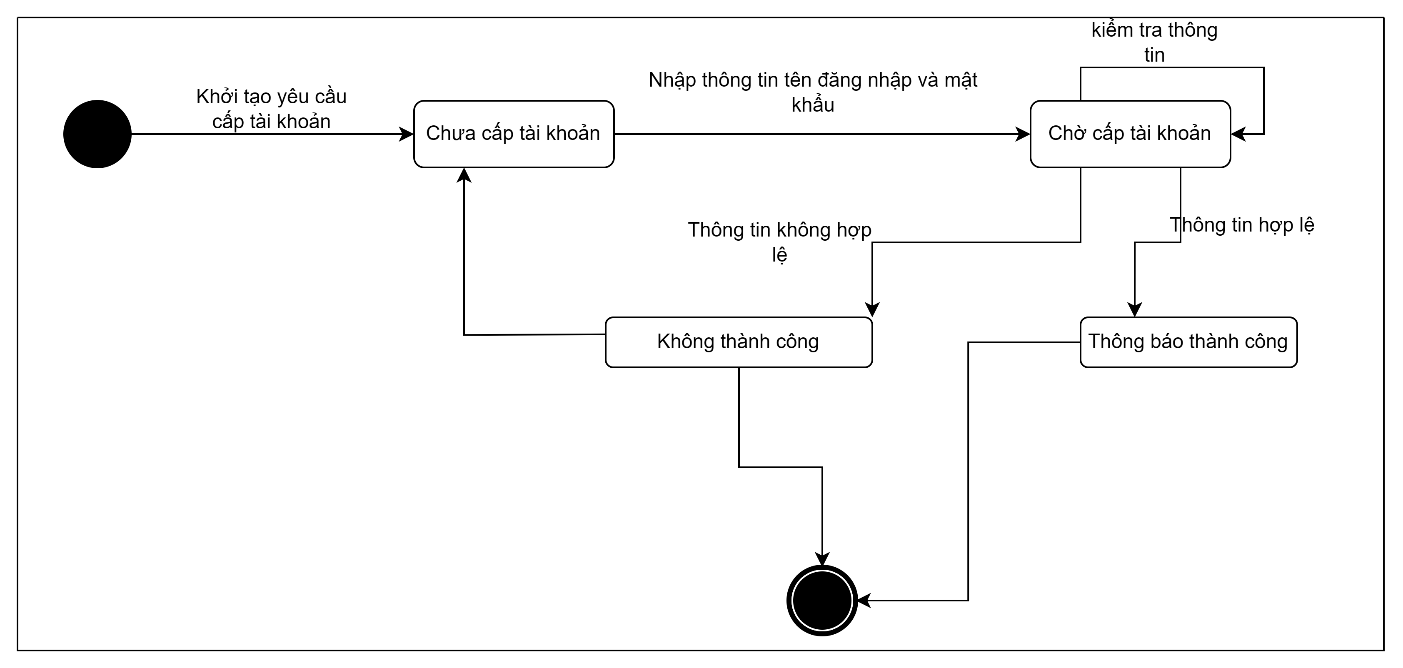 kiểm tra thông
tin
Khởi tạo yêu cầu
cấp tài khoản
Nhập thông tin tên đăng nhập và mật
khẩu
Chưa cấp tài khoản
Chờ cấp tài khoản
Thông tin không hợp
lệ
Thông tin hợp lệ
Không thành công
Thông báo thành công